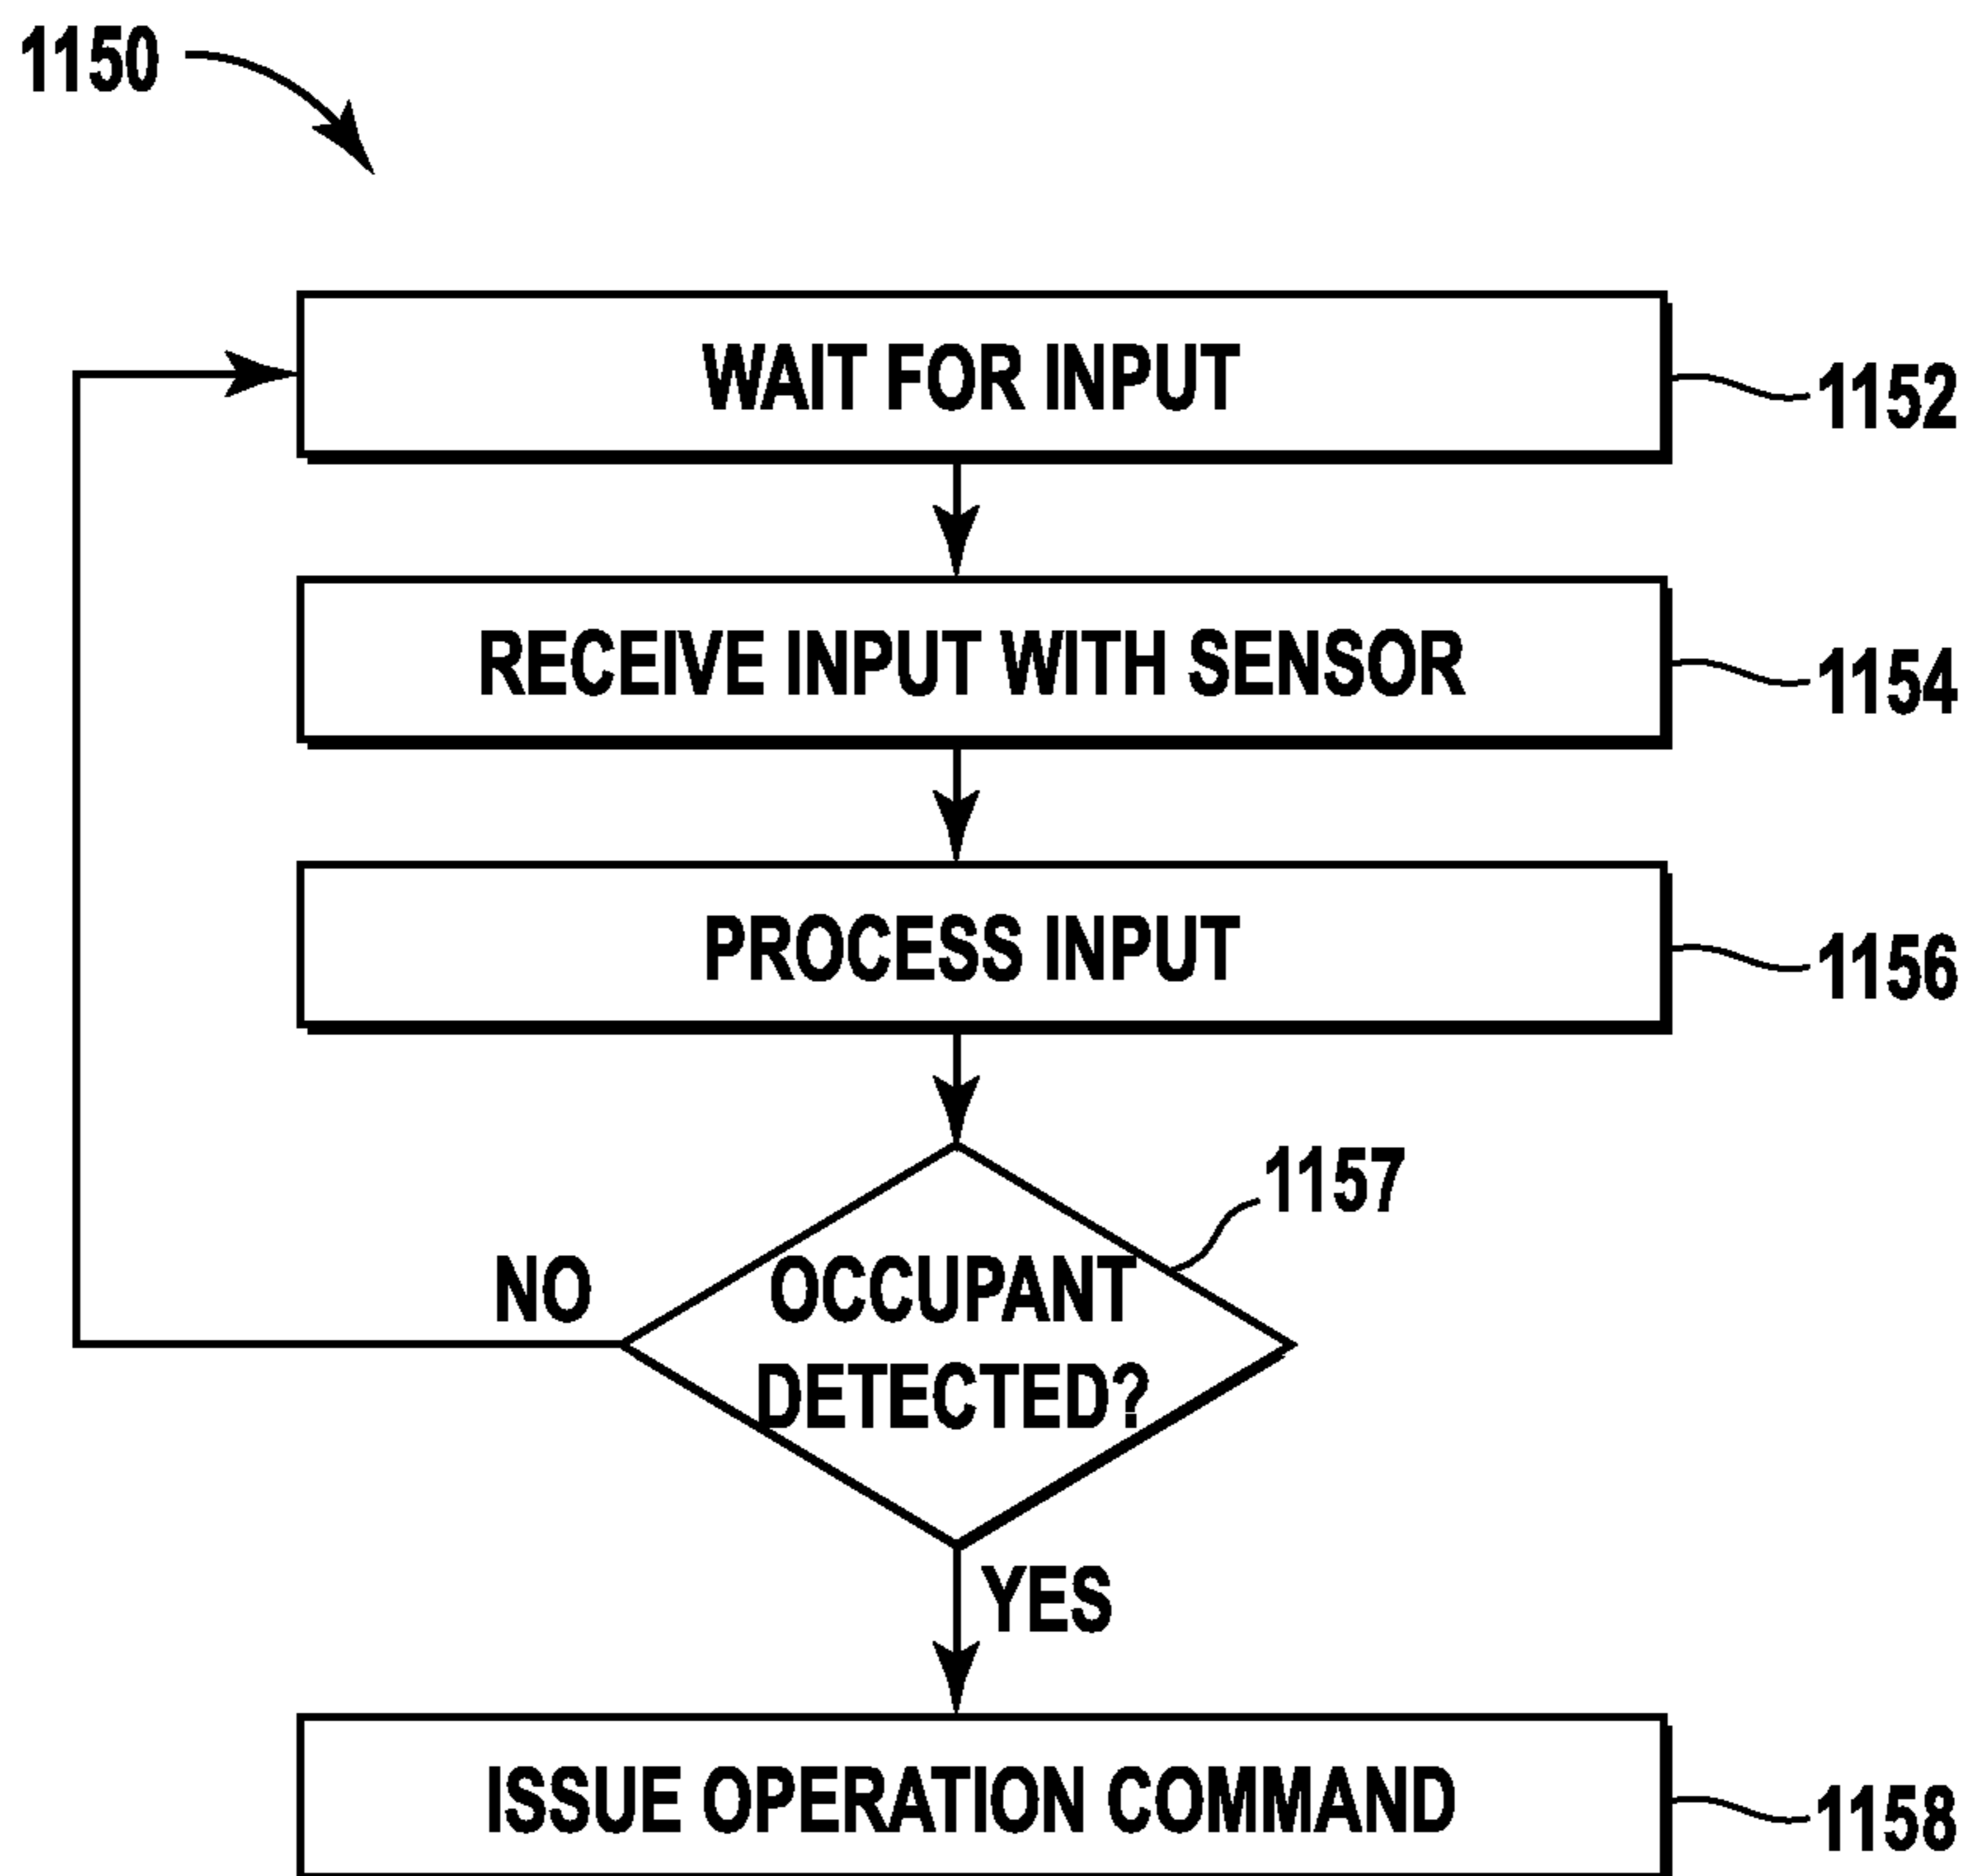 1150
WAIT FOR INPUT
1152
RECEIVE INPUT WITH SENSOR
1154
PROCESS INPUT
1156
1157
NO
OCCUPANT
DETECTED?
YES
ISSUE OPERATION COMMAND
1158